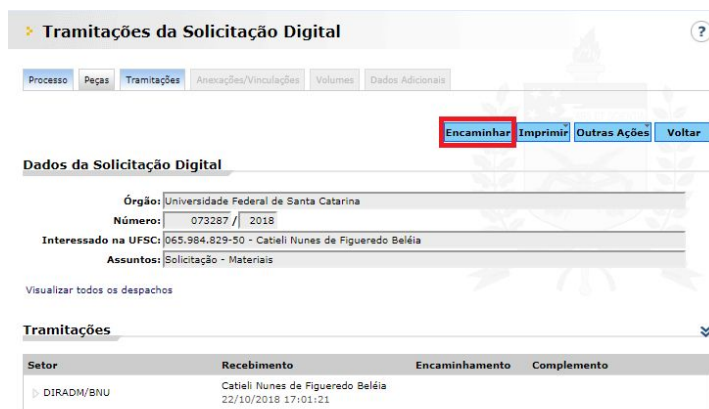 Tramitações da Solicitação Digital
?
Processo Peças Tramitações Anexações/Vinculações Volumes Dados Adicionais
Encaminhar Imprimir Outras Ações Voltar
Dados da Solicitação Digital
Órgão: Universidade Federal de Santa Catarina
Número: 073287 / 2018
Interessado na UFSC: 065.984.829-50 - Catieli Nunes de Figueredo Beléia
Assuntos: Solicitação - Materiais
Visualizar todos os despachos
Tramitações
Setor Recebimento Encaminhamento Complemento
DIRADM/BNU Catieli Nunes de Figueredo Beléia
22/10/2018 17:01:21